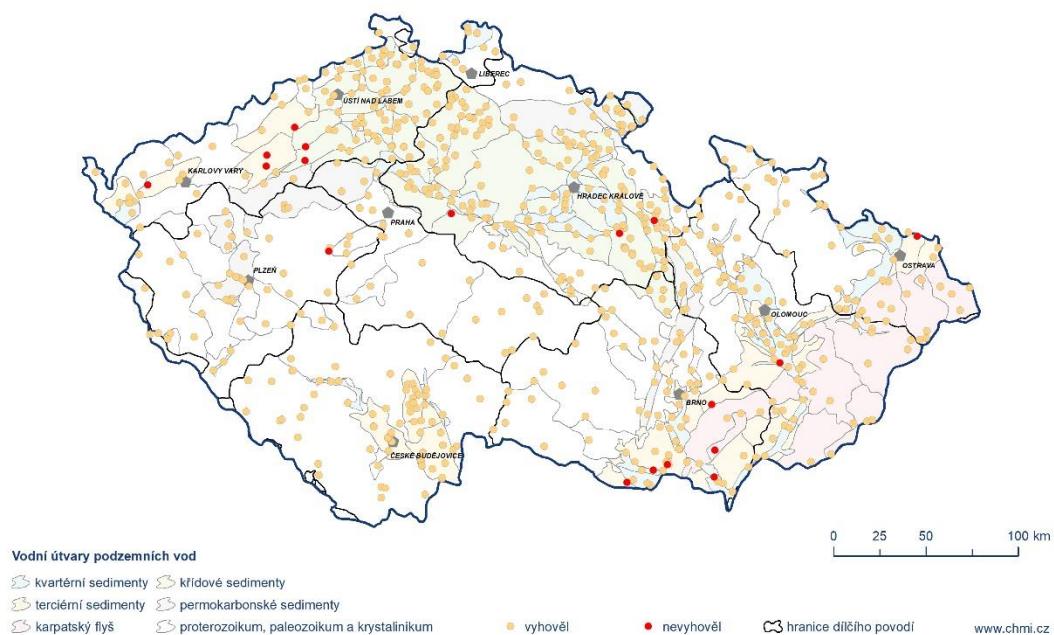 LIBEREC
ÚSTÍ NAD LABEM
KARLOVY VARY
HRADEC KRÁLOVÉ
PRAHA
PLZEŇ
OSTRAVA
OLOMOUC
BRNO
ČESKÉ BUDĚJOVICE
0 25 50 100 km
Vodní útvary podzemních vod
kvartérní sedimenty křídové sedimenty
terciérní sedimenty permokarbonské sedimenty
karpatský flyš proterozoikum, paleozoikum a krystalinikum vyhověl nevyhověl hranice dílčího povodí www.chmi.cz